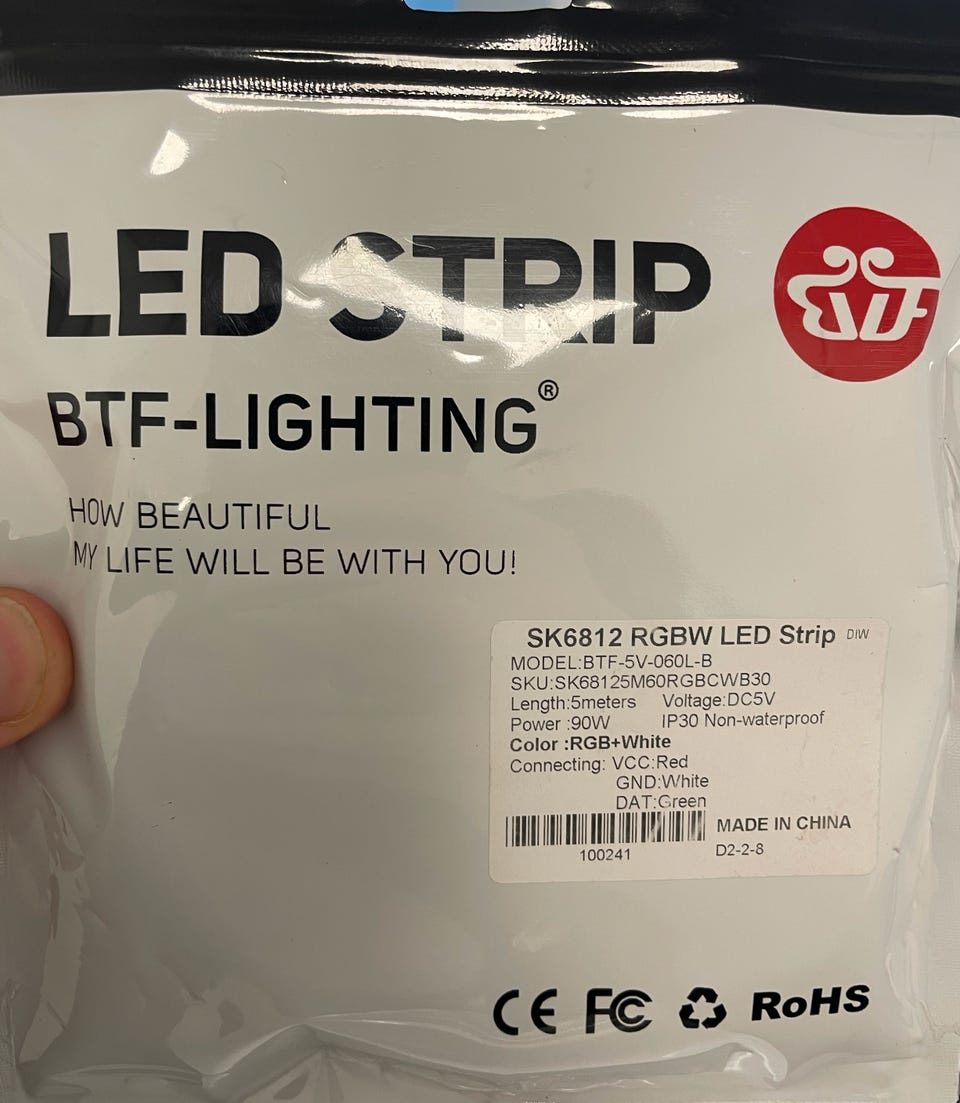 LED STRIP
BTF
BTF-LIGHTING®
HOW BEAUTIFUL
MY LIFE WILL BE WITH YOU!
SK6812 RGBW LED Strip DIW
MODEL:BTF-5V-060L-B
SKU:SK68125M60RGBCWB30
Length:5meters Voltage:DC5V
Power :90W IP30 Non-waterproof
Color :RGB+White
Connecting: VCC:Red
GND:White
DAT:Green
MADE IN CHINA
100241 D2-2-8
CE FC RoHS